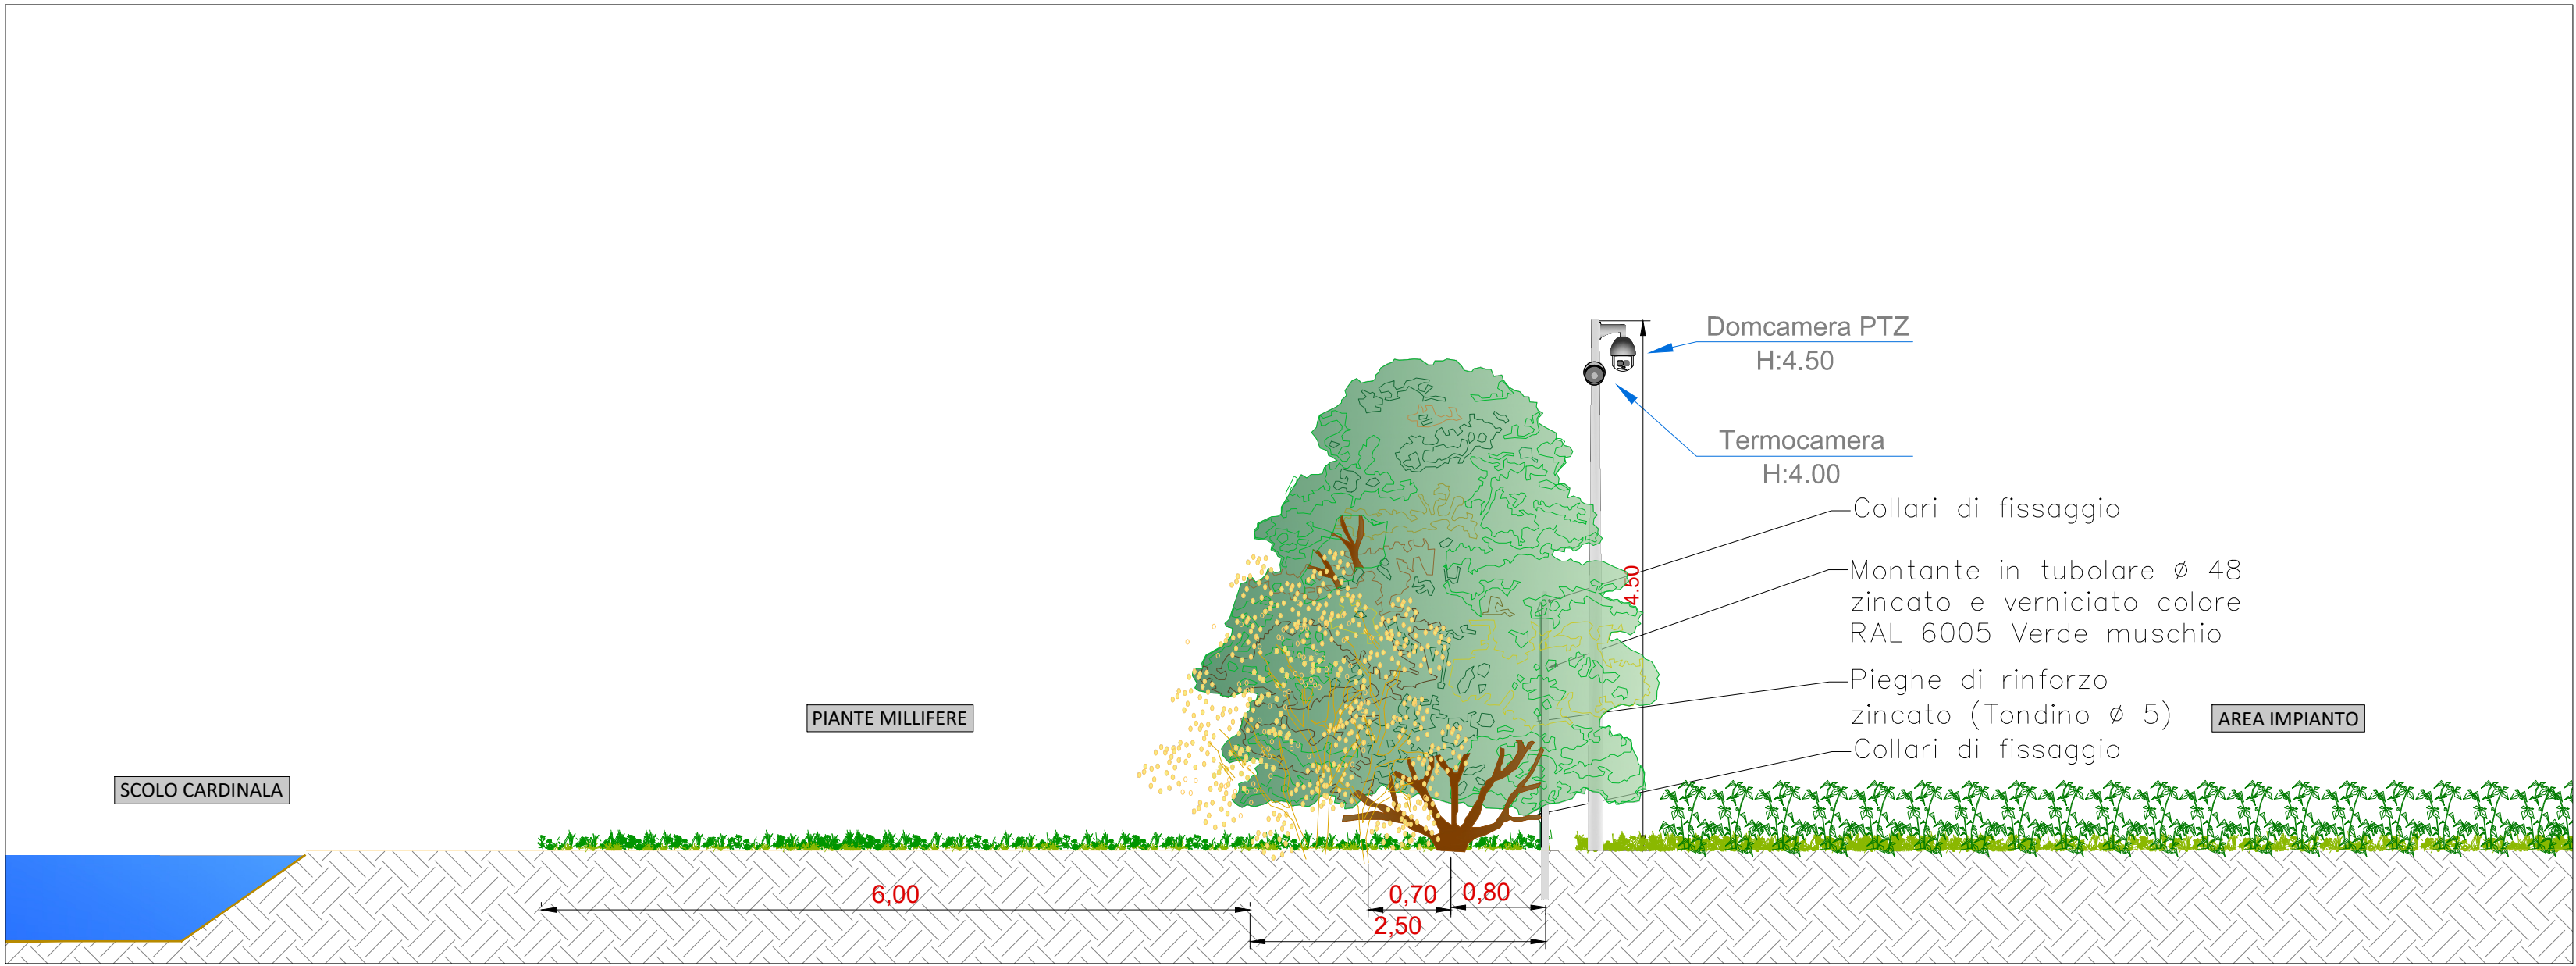 Domcamera PTZ
H:4.50
Termocamera
H:4.00
Collari di fissaggio
4.50
Montante in tubolare Ø 48
zincato e verniciato colore
RAL 6005 Verde muschio
Pieghe di rinforzo
zincato (Tondino Ø 5)
Collari di fissaggio
PIANTE MILLIFERE
AREA IMPIANTO
SCOLO CARDINALA
6,00
0,70
0,80
2,50